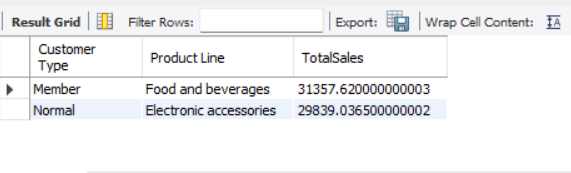 Result Grid Filter Rows: Export: Wrap Cell Content: IA
Customer Type Product Line TotalSales
Member Food and beverages 31357.620000000003
Normal Electronic accessories 29839.036500000002